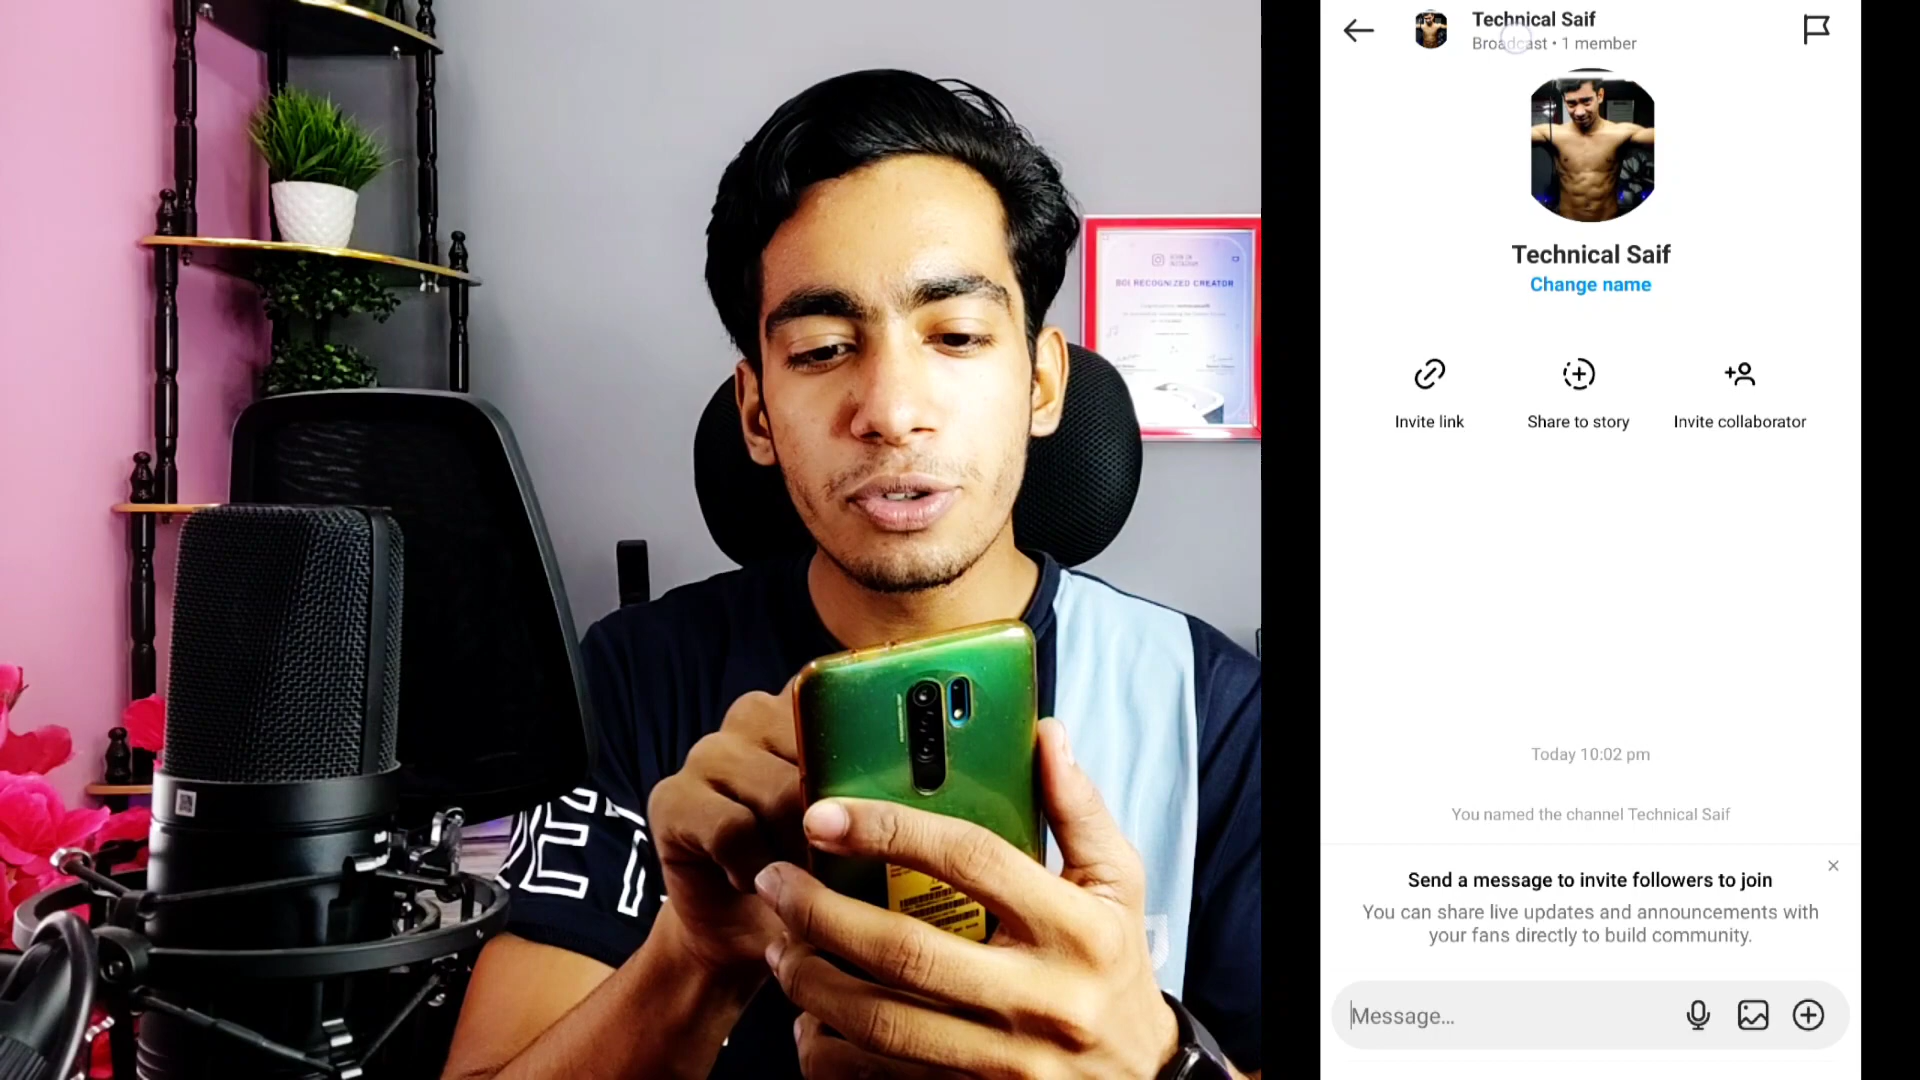 Technical Saif
Broadcast • 1 member
Technical Saif
Change name
Invite link
Share to story
Invite collaborator
Today 10:02 pm
You named the channel Technical Saif
Send a message to invite followers to join
You can share live updates and announcements with
your fans directly to build community.
Message...
BGI RECOGNIZED CREATOR